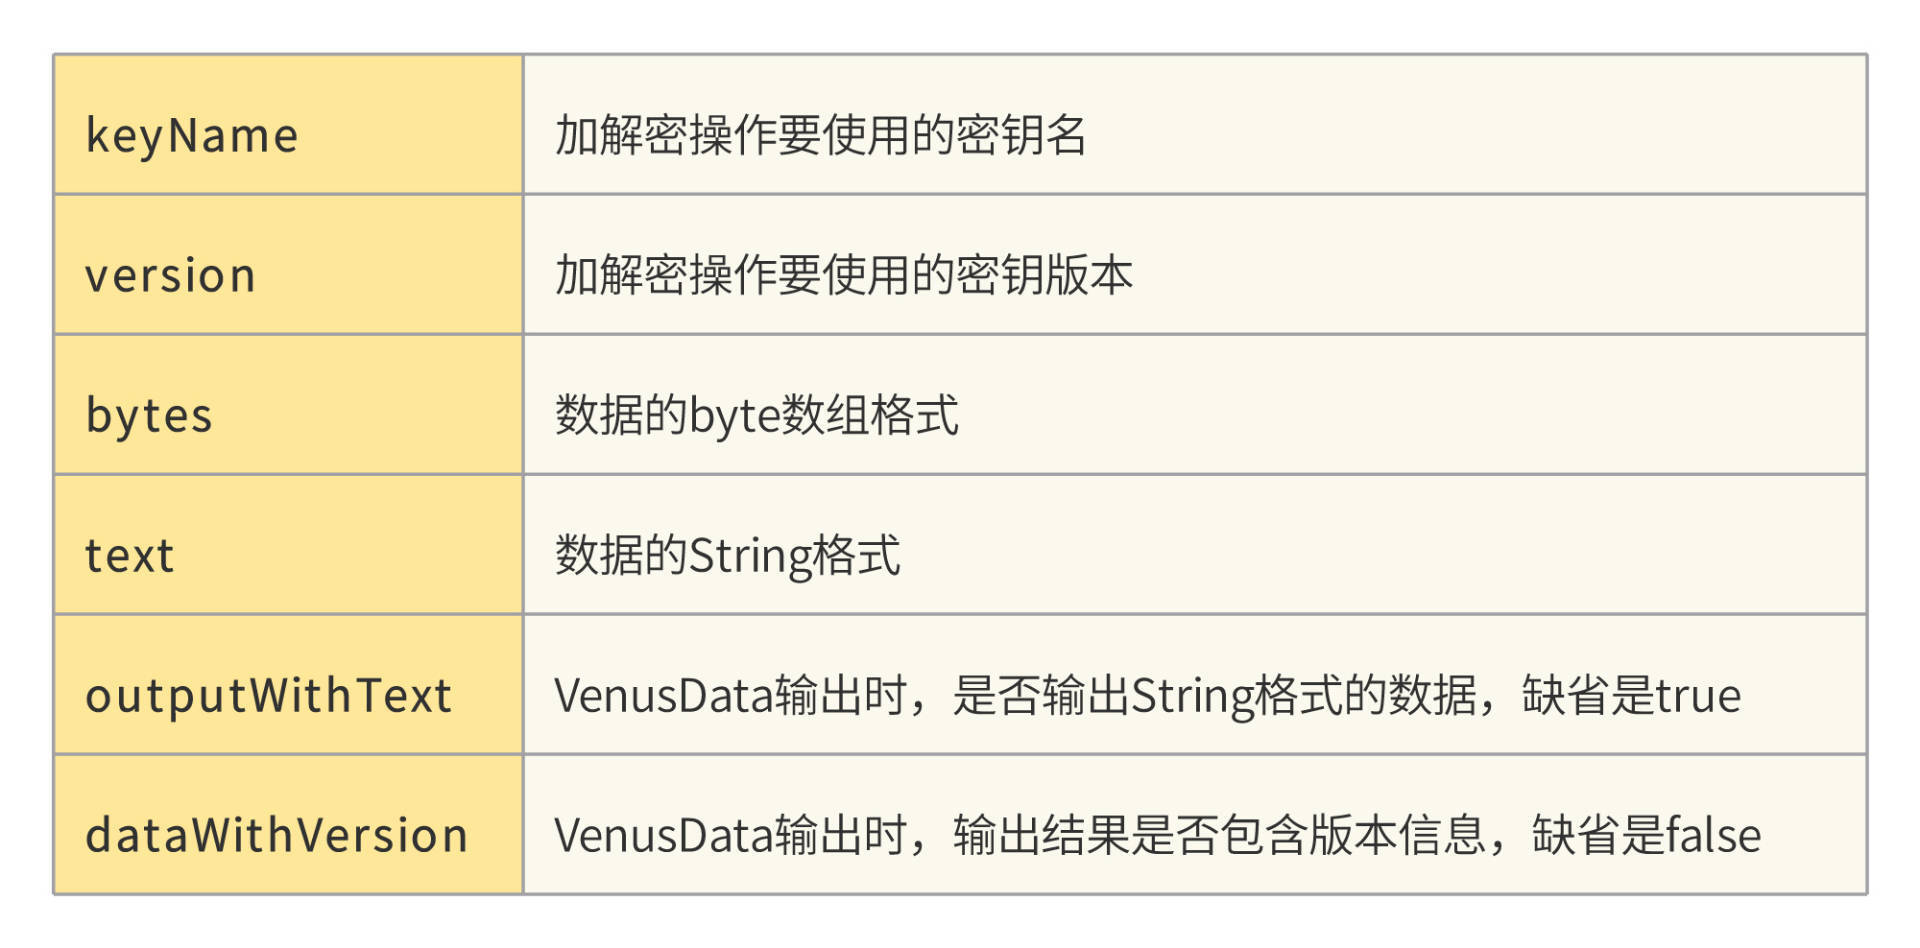 keyName
加解密操作要使用的密钥名
version
加解密操作要使用的密钥版本
bytes
数据的byte数组格式
text
数据的String格式
outputWithText
VenusData输出时，是否输出String格式的数据，缺省是true
dataWithVersion
VenusData输出时，输出结果是否包含版本信息，缺省是false